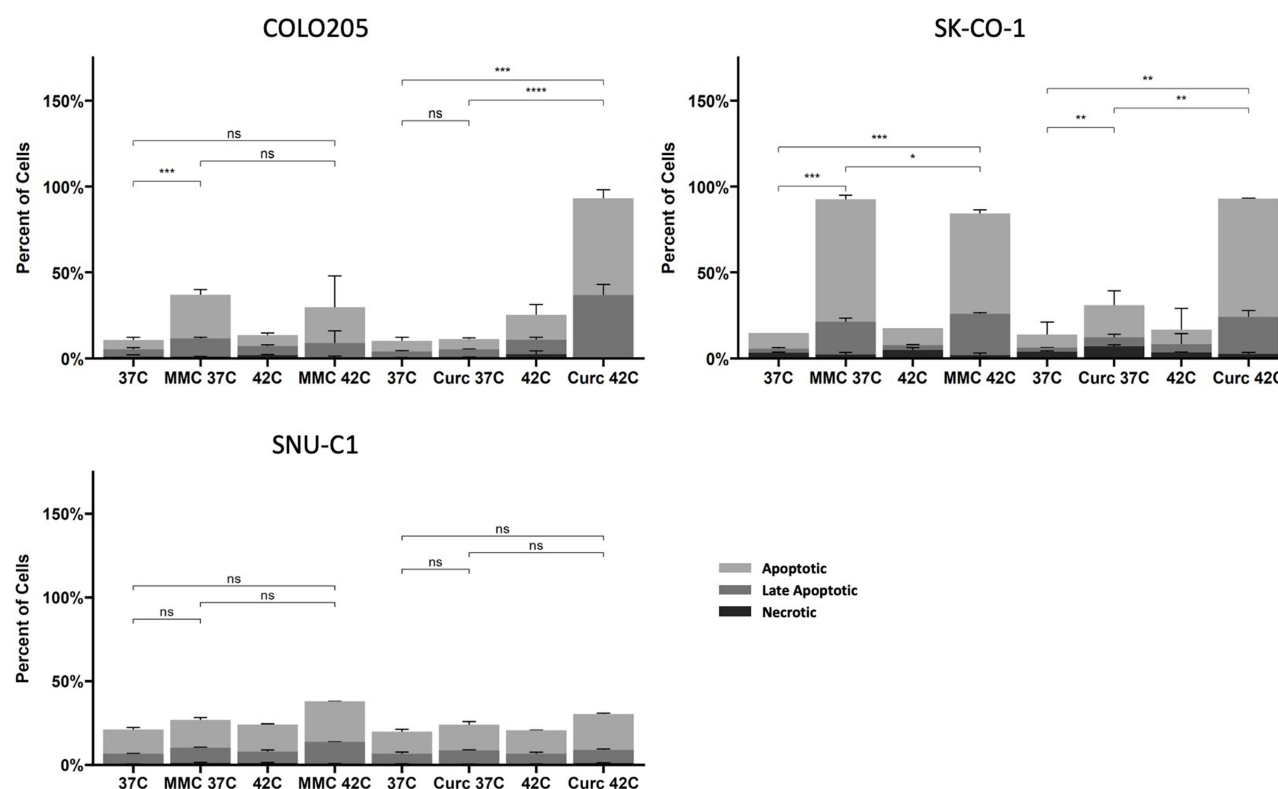 COLO205
Percent of Cells
150%
100%
50%
0%
***
****
ns
ns
ns
***
37C MMC 37C 42C MMC 42C 37C Curc 37C 42C Curc 42C
SK-CO-1
Percent of Cells
150%
100%
50%
0%
**
**
**
***
*
***
37C MMC 37C 42C MMC 42C 37C Curc 37C 42C Curc 42C
SNU-C1
Percent of Cells
150%
100%
50%
0%
ns
ns
ns
ns
ns
ns
37C MMC 37C 42C MMC 42C 37C Curc 37C 42C Curc 42C
Apoptotic
Late Apoptotic
Necrotic